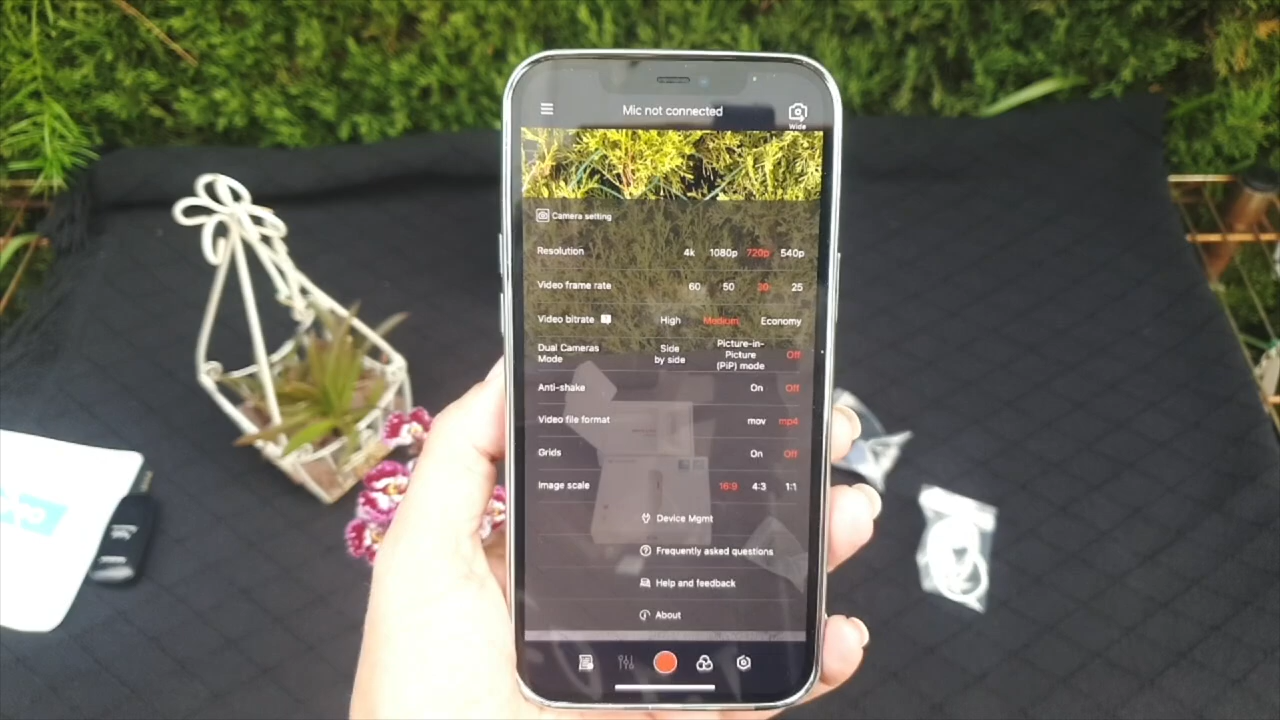 Mic not connected
Wide
Camera setting
Resolution 4k 1080p 720p 540p
Video frame rate 60 50 30 25
Video bitrate High Medium Economy
Dual Cameras Mode Side by side Picture-in-Picture (PiP) mode Off
Anti-shake On Off
Video file format mov mp4
Grids On Off
Image scale 16:9 4:3 1:1
Device Mgmt
Frequently asked questions
Help and feedback
About